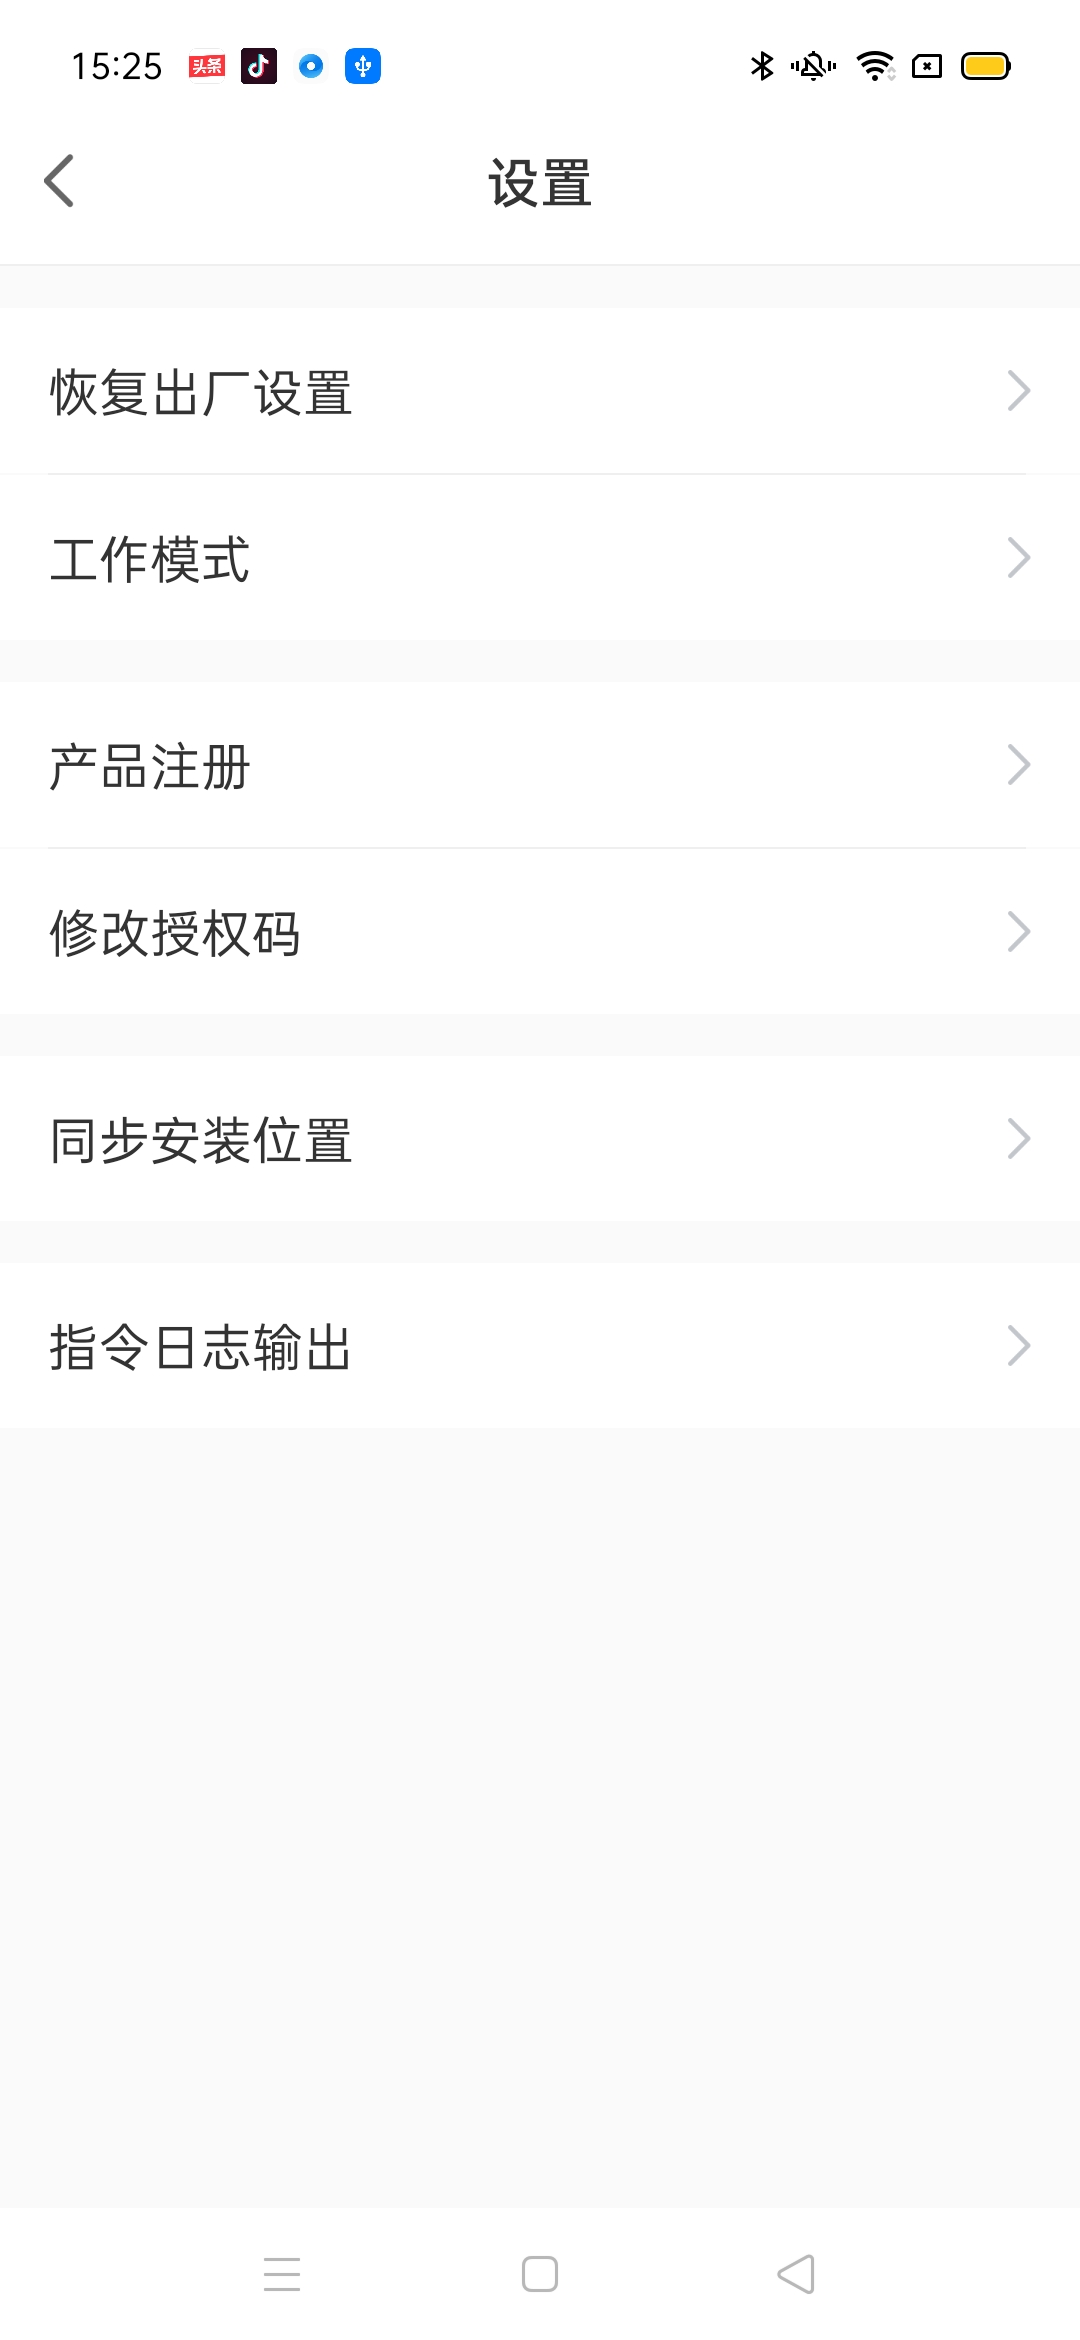 15:25 头条
设置
恢复出厂设置
工作模式
产品注册
修改授权码
同步安装位置
指令日志输出